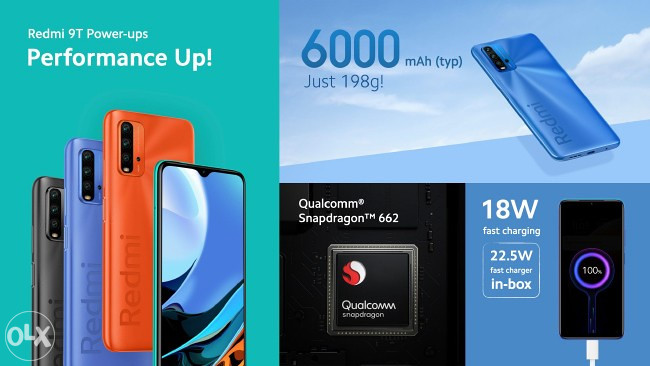 Redmi 9T Power-ups
Performance Up!
Redmi
Redmi
Redmi
OLX
6000 mAh (typ)
Just 198g!
Redmi
Qualcomm®
Snapdragon™ 662
Qualcomm
snapdragon
18W
fast charging
22.5W
fast charger
in-box
100%